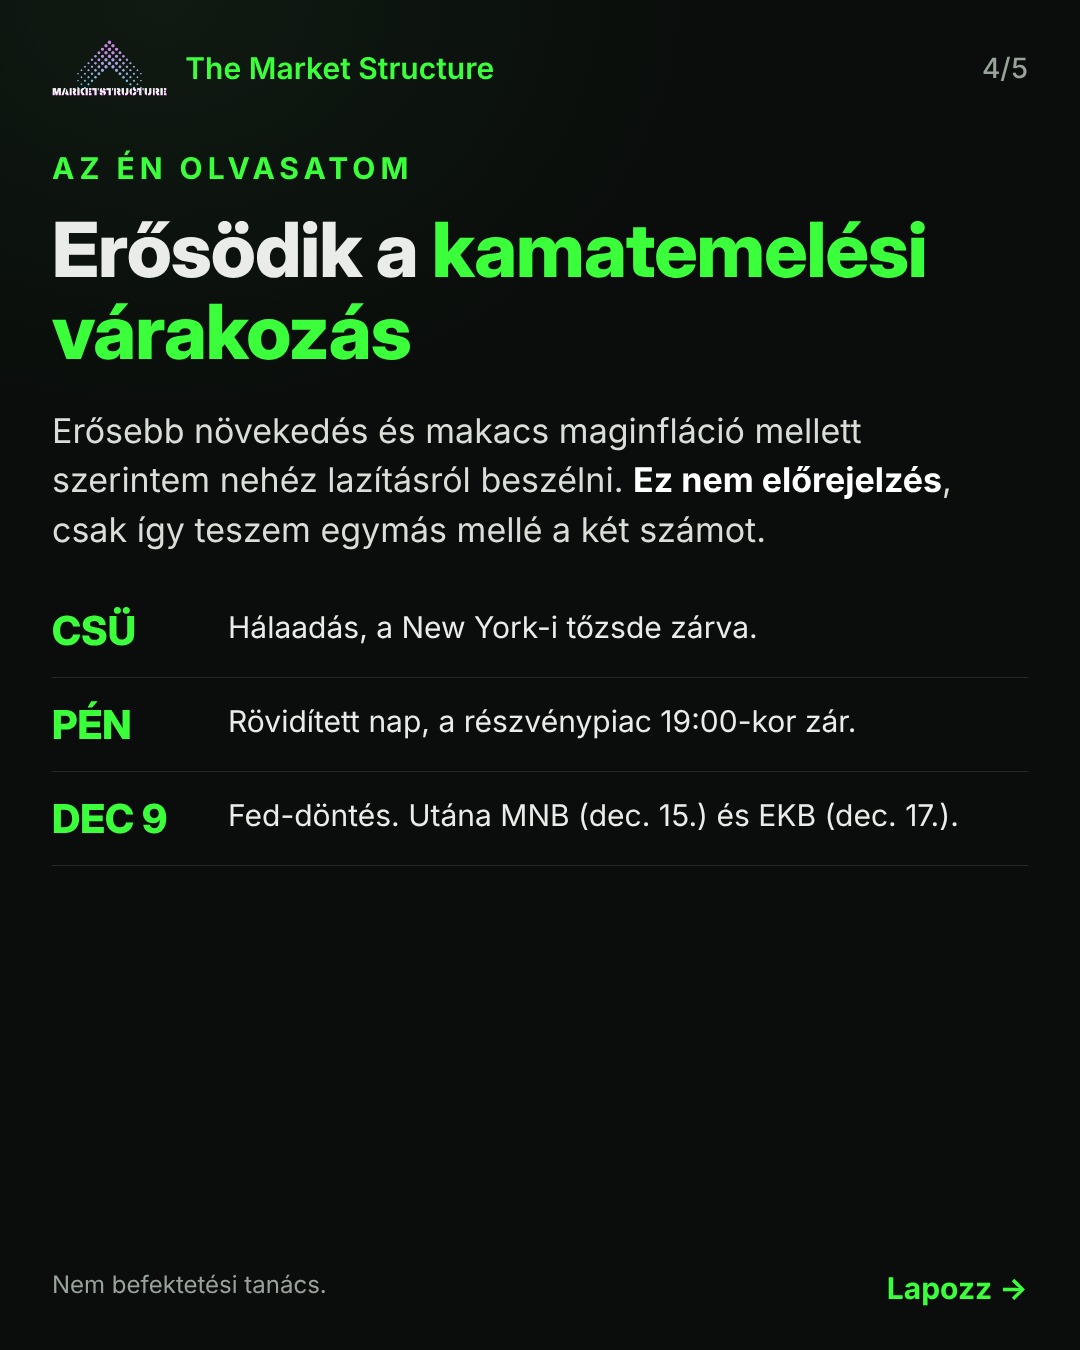 MARKETSTRUCTURE
The Market Structure
4/5
AZ ÉN OLVASATOM
Erősödik a kamatemelési
várakozás
Erősebb növekedés és makacs maginfláció mellett
szerintem nehéz lazításról beszélni. Ez nem előrejelzés,
csak így teszem egymás mellé a két számot.
CSÜ Hálaadás, a New York-i tőzsde zárva.
PÉN Rövidített nap, a részvénypiac 19:00-kor zár.
DEC 9 Fed-döntés. Utána MNB (dec. 15.) és EKB (dec. 17.).
Nem befektetési tanács.
Lapozz →